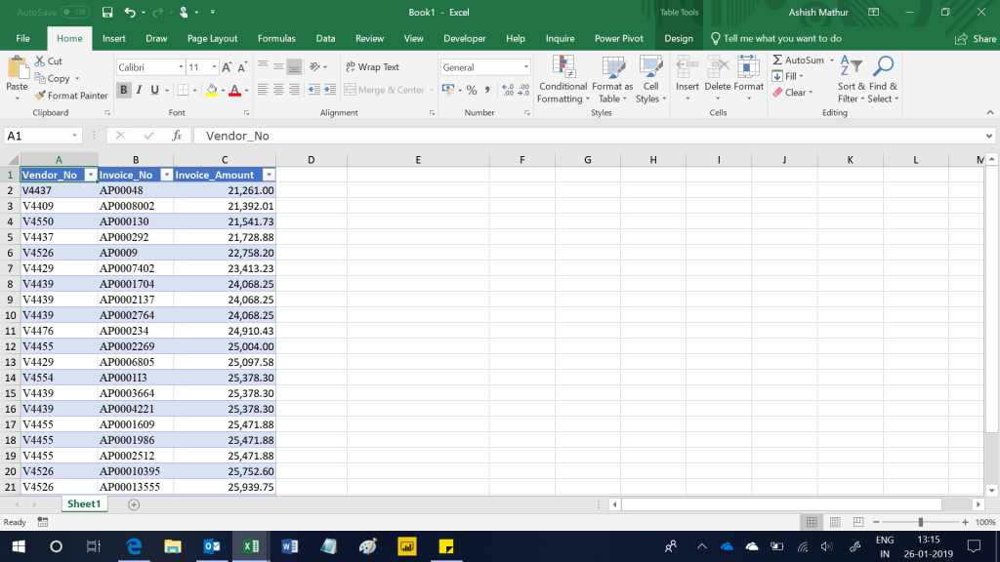 AutoSave Off Book1 - Excel Table Tools Ashish Mathur
File Home Insert Draw Page Layout Formulas Data Review View Developer Help Inquire Power Pivot Design Tell me what you want to do Share
Paste Cut Copy Format Painter Clipboard
Calibri 11 A A B I U A Font
Wrap Text Merge & Center Alignment
General % , .0 .00 .00 .0 Number
Conditional Formatting Format as Table Cell Styles Styles
Insert Delete Format Cells
AutoSum Fill Clear Sort & Filter Find & Select Editing
A1 fx Vendor_No
A B C D E F G H I J K L M
1 Vendor_No Invoice_No Invoice_Amount
2 V4437 AP00048 21,261.00
3 V4409 AP0008002 21,392.01
4 V4550 AP000130 21,541.73
5 V4437 AP000292 21,728.88
6 V4526 AP0009 22,758.20
7 V4429 AP0007402 23,413.23
8 V4439 AP0001704 24,068.25
9 V4439 AP0002137 24,068.25
10 V4439 AP0002764 24,068.25
11 V4476 AP000234 24,910.43
12 V4455 AP0002269 25,004.00
13 V4429 AP0006805 25,097.58
14 V4554 AP0001I3 25,378.30
15 V4439 AP0003664 25,378.30
16 V4439 AP0004221 25,378.30
17 V4455 AP0001609 25,471.88
18 V4455 AP0001986 25,471.88
19 V4455 AP0002512 25,471.88
20 V4526 AP00010395 25,752.60
21 V4526 AP00013555 25,939.75
Sheet1
Ready 100%
ENG 13:15
IN 26-01-2019